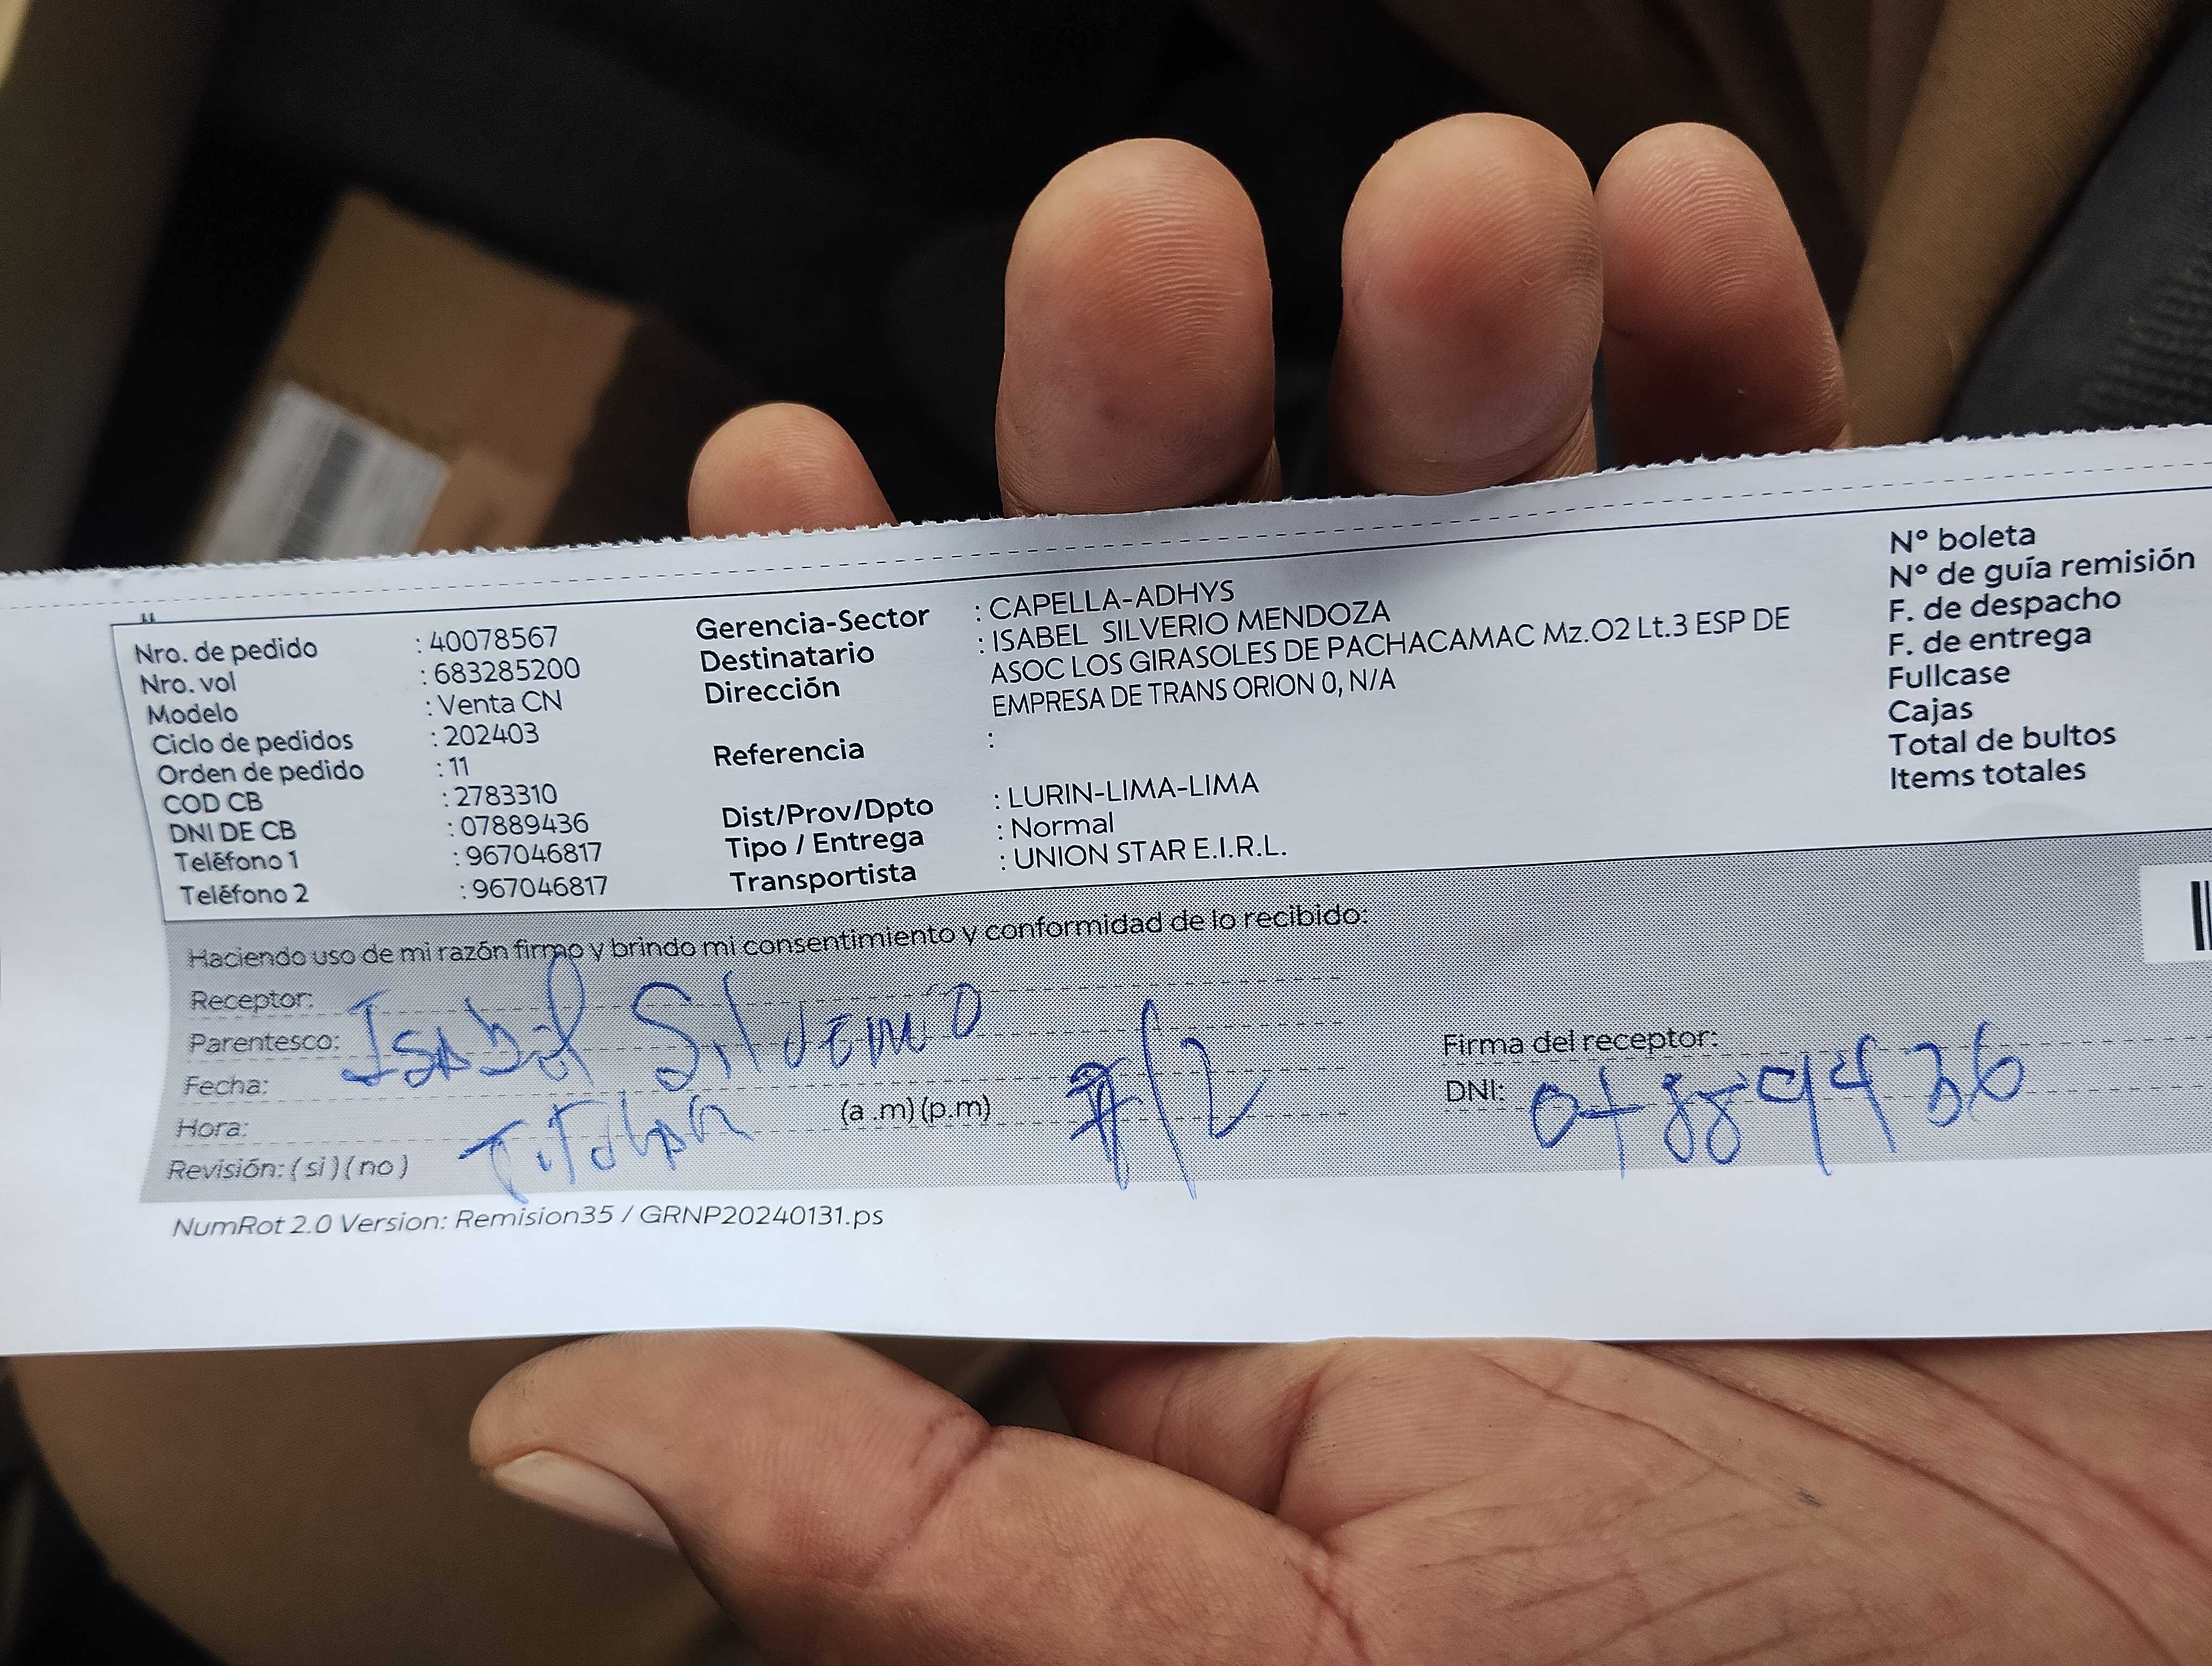 Nro. de pedido : 40078567
Nro. vol : 683285200
Modelo : Venta CN
Ciclo de pedidos : 202403
Orden de pedido : 11
COD CB : 2783310
DNI DE CB : 07889436
Teléfono 1 : 967046817
Teléfono 2 : 967046817
Gerencia-Sector : CAPELLA-ADHYS
Destinatario : ISABEL SILVERIO MENDOZA
Dirección ASOC LOS GIRASOLES DE PACHACAMAC Mz.O2 Lt.3 ESP DE
EMPRESA DE TRANS ORION 0, N/A
Referencia :
Dist/Prov/Dpto : LURIN-LIMA-LIMA
Tipo / Entrega : Normal
Transportista : UNION STAR E.I.R.L.
N° boleta
N° de guía remisión
F. de despacho
F. de entrega
Fullcase
Cajas
Total de bultos
Items totales
Haciendo uso de mi razón firmo y brindo mi consentimiento y conformidad de lo recibido:
Receptor:
Parentesco: Isabel Silverio
Fecha: 7/2
Hora: (a .m) (p.m)
Revisión: ( si ) ( no )
Firma del receptor:
DNI: 07889436
NumRot 2.0 Version: Remision35 / GRNP20240131.ps